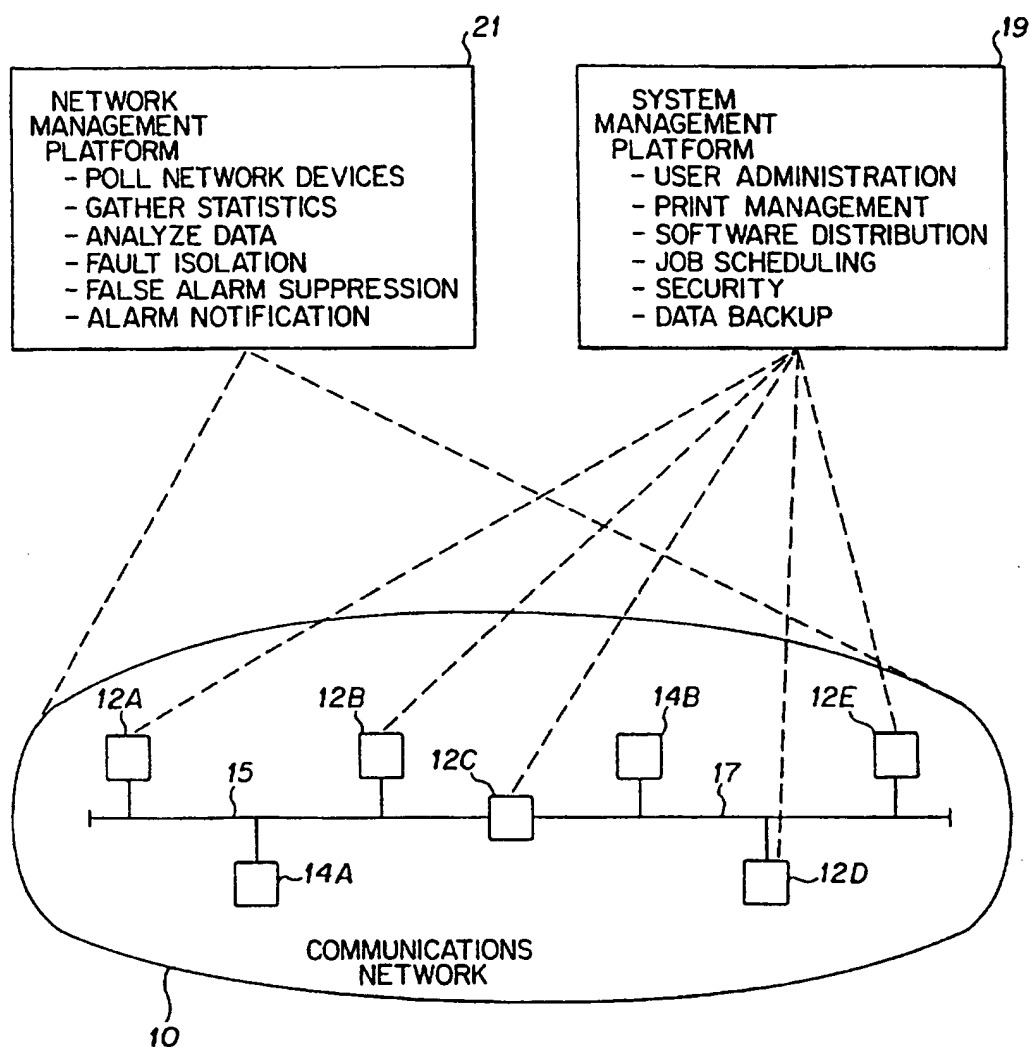 21
19
NETWORK
MANAGEMENT
PLATFORM
- POLL NETWORK DEVICES
- GATHER STATISTICS
- ANALYZE DATA
- FAULT ISOLATION
- FALSE ALARM SUPPRESSION
- ALARM NOTIFICATION
SYSTEM
MANAGEMENT
PLATFORM
- USER ADMINISTRATION
- PRINT MANAGEMENT
- SOFTWARE DISTRIBUTION
- JOB SCHEDULING
- SECURITY
- DATA BACKUP
12A
12B
14B
12E
12C
15
17
14A
12D
COMMUNICATIONS
NETWORK
10